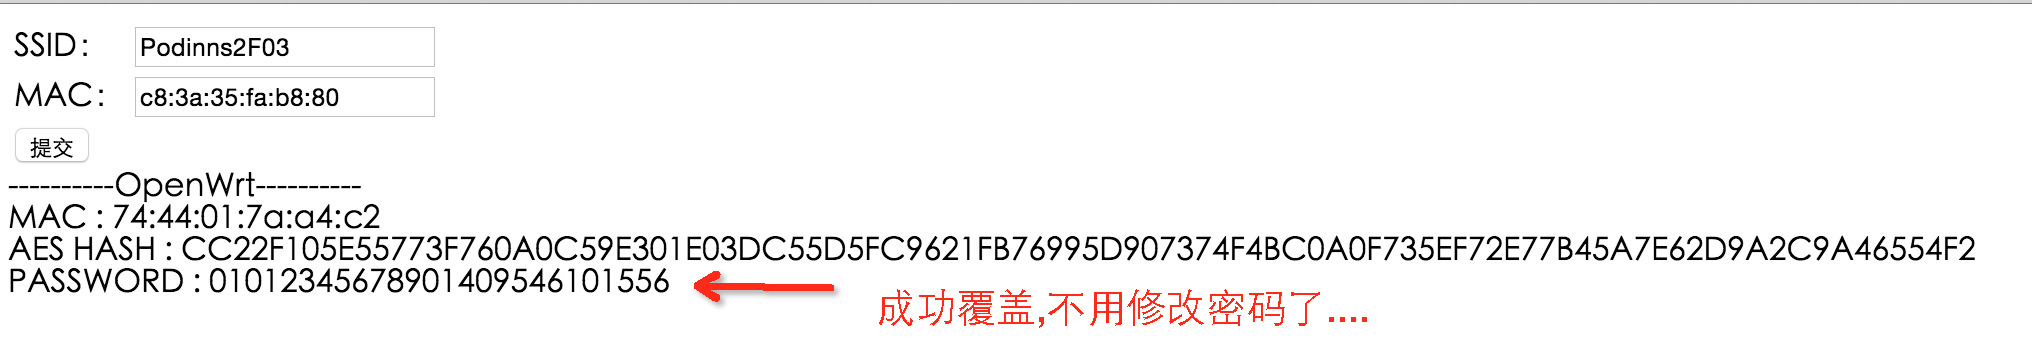 SSID: Podinns2F03
MAC: c8:3a:35:fa:b8:80
提交
----------OpenWrt----------
MAC : 74:44:01:7a:a4:c2
AES HASH : CC22F105E55773F760A0C59E301E03DC55D5FC9621FB76995D907374F4BC0A0F735EF72E77B45A7E62D9A2C9A46554F2
PASSWORD : 01012345678901409546101556
成功覆盖,不用修改密码了....